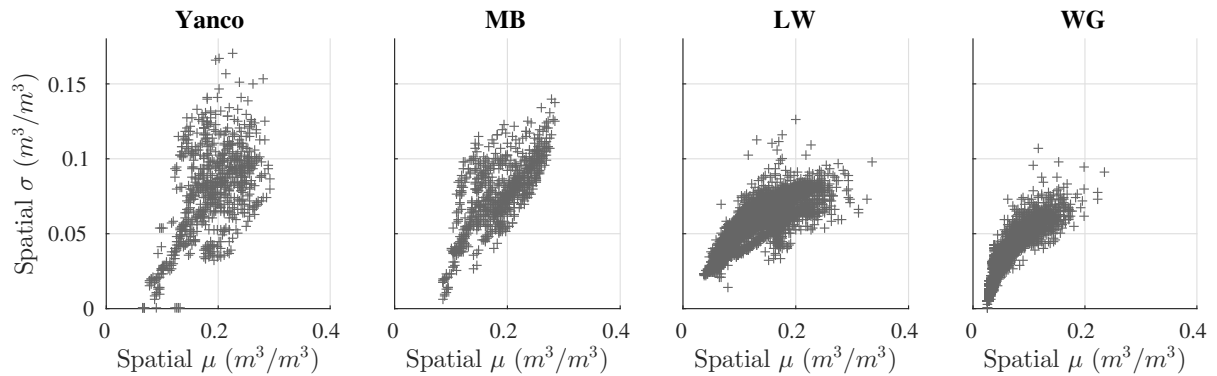 Yanco MB LW WG
Spatial σ (m³/m³)
0.15
0.1
0.05
0
0 0.2 0.4 0 0.2 0.4 0 0.2 0.4 0 0.2 0.4
Spatial μ (m³/m³) Spatial μ (m³/m³) Spatial μ (m³/m³) Spatial μ (m³/m³)